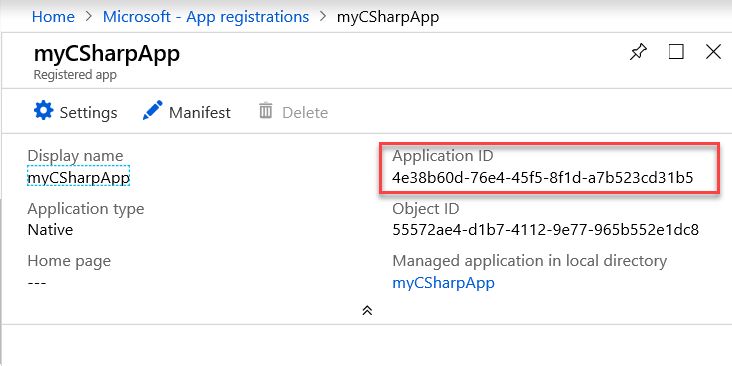 Home > Microsoft - App registrations > myCSharpApp
myCSharpApp
Registered app
Settings Manifest Delete
Display name
myCSharpApp
Application ID
4e38b60d-76e4-45f5-8f1d-a7b523cd31b5
Application type
Native
Object ID
55572ae4-d1b7-4112-9e77-965b552e1dc8
Home page
---
Managed application in local directory
myCSharpApp